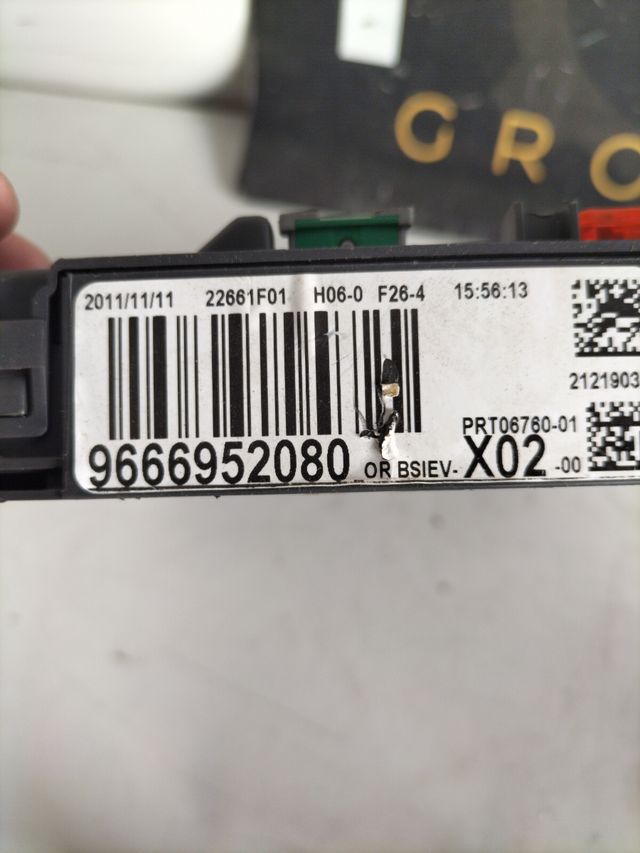 GRO
2011/11/11 22661F01 H06-0 F26-4 15:56:13
2121903
PRT06760-01
9666952080 OR BSIEV- X02 -00